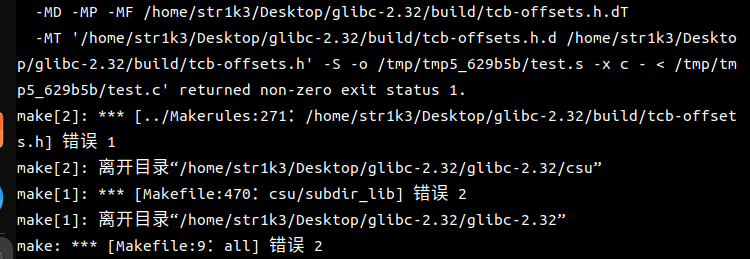 -MD -MP -MF /home/str1k3/Desktop/glibc-2.32/build/tcb-offsets.h.dT
-MT '/home/str1k3/Desktop/glibc-2.32/build/tcb-offsets.h.d /home/str1k3/Deskto
p/glibc-2.32/build/tcb-offsets.h' -S -o /tmp/tmp5_629b5b/test.s -x c - < /tmp/tm
p5_629b5b/test.c' returned non-zero exit status 1.
make[2]: *** [../Makerules:271：/home/str1k3/Desktop/glibc-2.32/build/tcb-offset
s.h] 错误 1
make[2]: 离开目录“/home/str1k3/Desktop/glibc-2.32/glibc-2.32/csu”
make[1]: *** [Makefile:470：csu/subdir_lib] 错误 2
make[1]: 离开目录“/home/str1k3/Desktop/glibc-2.32/glibc-2.32”
make: *** [Makefile:9：all] 错误 2